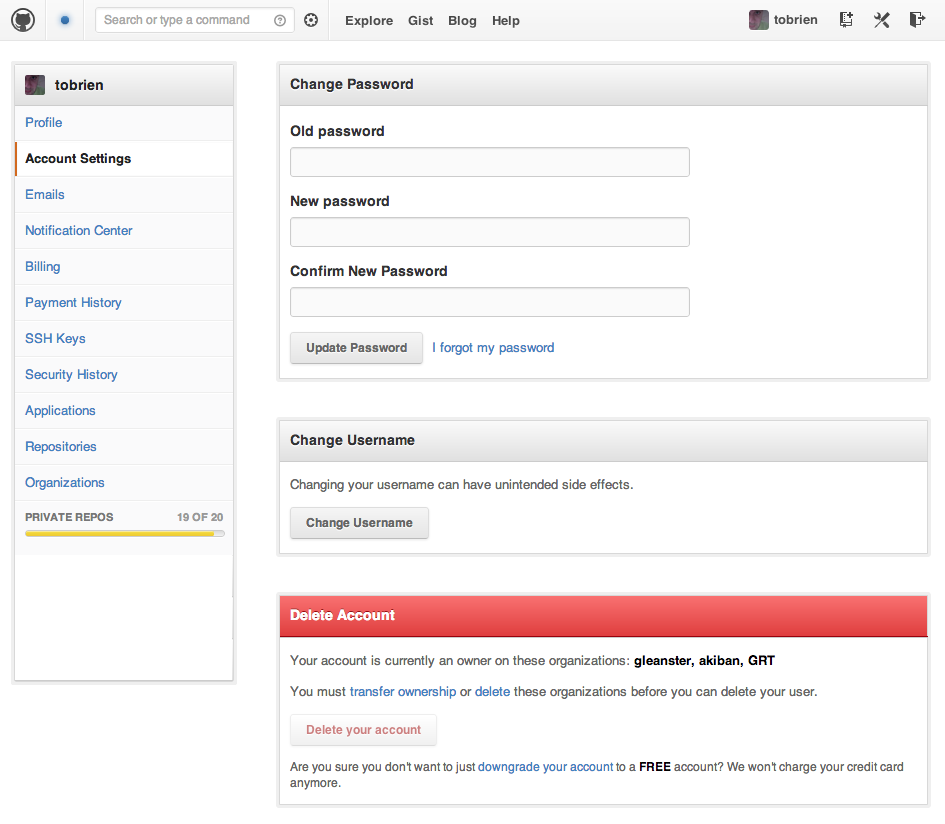 Search or type a command
Explore Gist Blog Help
tobrien
tobrien
Profile
Account Settings
Emails
Notification Center
Billing
Payment History
SSH Keys
Security History
Applications
Repositories
Organizations
PRIVATE REPOS 19 OF 20
Change Password
Old password
New password
Confirm New Password
Update Password I forgot my password
Change Username
Changing your username can have unintended side effects.
Change Username
Delete Account
Your account is currently an owner on these organizations: gleanster, akiban, GRT
You must transfer ownership or delete these organizations before you can delete your user.
Delete your account
Are you sure you don't want to just downgrade your account to a FREE account? We won't charge your credit card
anymore.